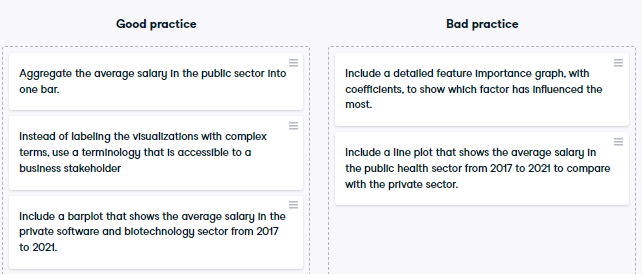 Good practice
Bad practice
Aggregate the average salary in the public sector into
one bar.
Instead of labeling the visualizations with complex
terms, use a terminology that is accessible to a
business stakeholder
Include a barplot that shows the average salary in the
private software and biotechnology sector from 2017
to 2021.
Include a detailed feature importance graph, with
coefficients, to show which factor has influenced the
most.
Include a line plot that shows the average salary in
the public health sector from 2017 to 2021 to compare
with the private sector.